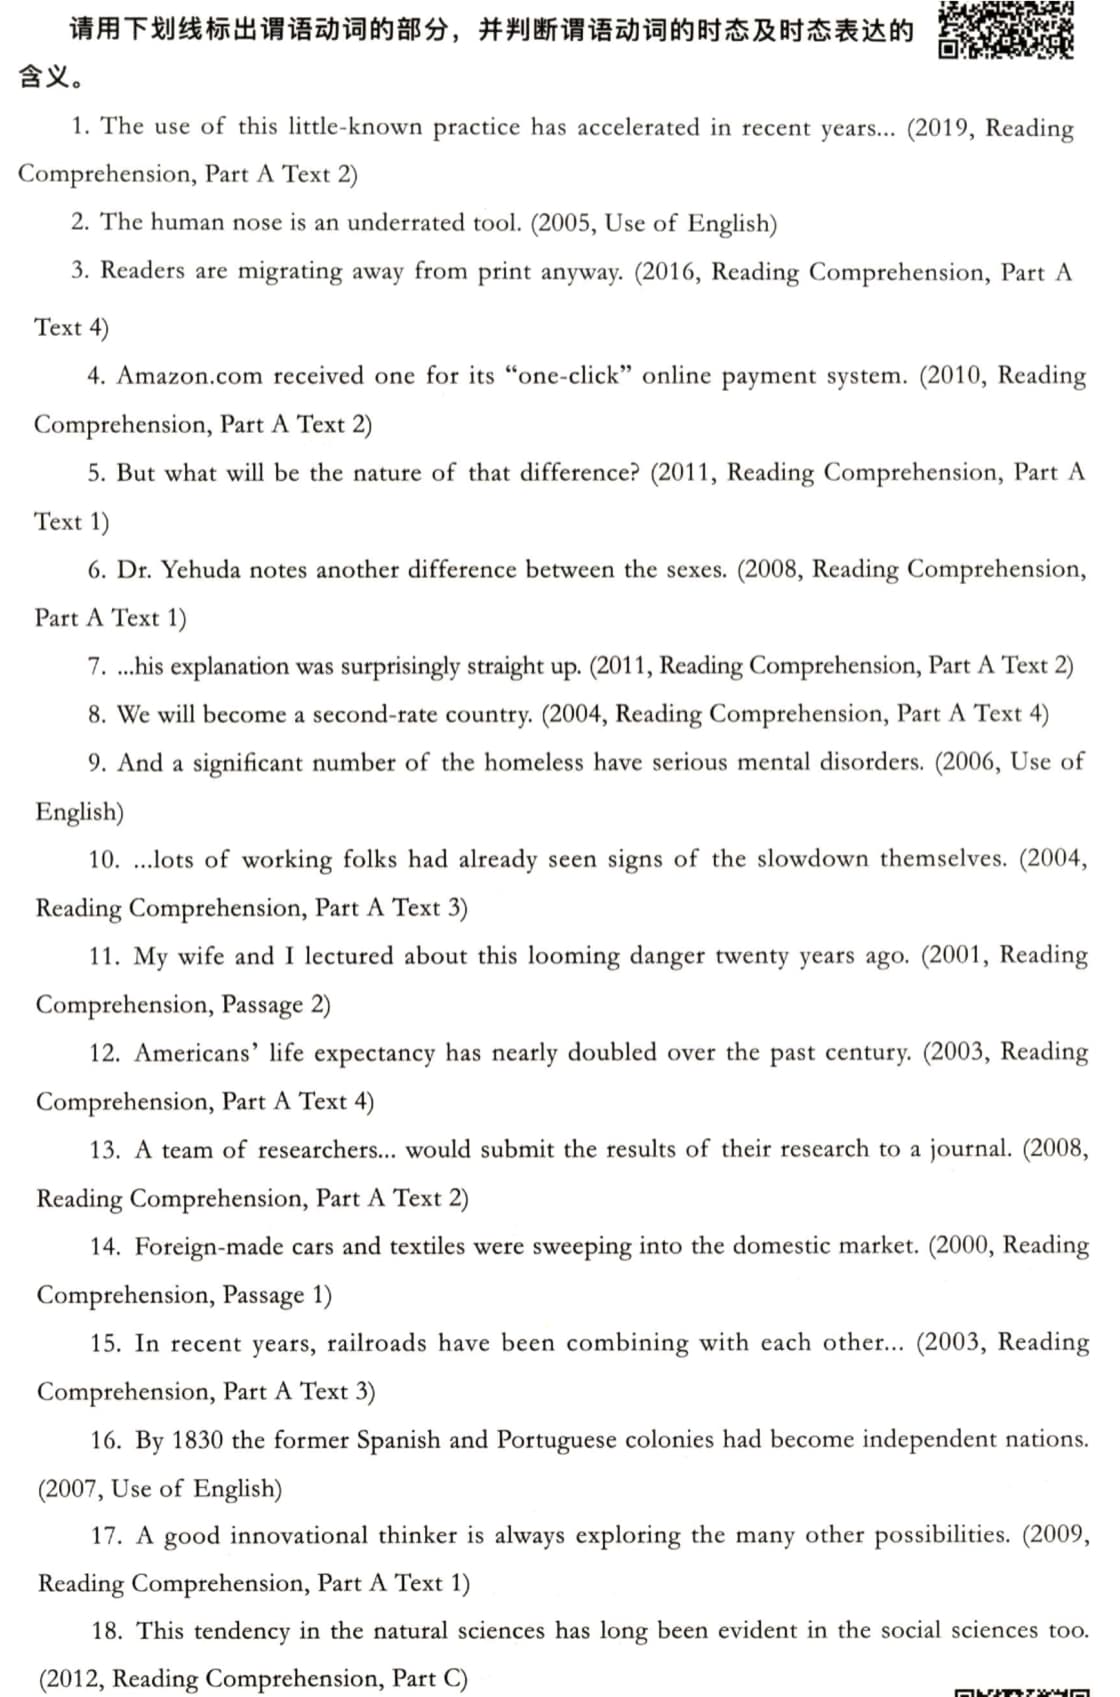 请用下划线标出谓语动词的部分，并判断谓语动词的时态及时态表达的
含义。
1. The use of this little-known practice has accelerated in recent years... (2019, Reading
Comprehension, Part A Text 2)
2. The human nose is an underrated tool. (2005, Use of English)
3. Readers are migrating away from print anyway. (2016, Reading Comprehension, Part A
Text 4)
4. Amazon.com received one for its “one-click” online payment system. (2010, Reading
Comprehension, Part A Text 2)
5. But what will be the nature of that difference? (2011, Reading Comprehension, Part A
Text 1)
6. Dr. Yehuda notes another difference between the sexes. (2008, Reading Comprehension,
Part A Text 1)
7. ...his explanation was surprisingly straight up. (2011, Reading Comprehension, Part A Text 2)
8. We will become a second-rate country. (2004, Reading Comprehension, Part A Text 4)
9. And a significant number of the homeless have serious mental disorders. (2006, Use of
English)
10. ...lots of working folks had already seen signs of the slowdown themselves. (2004,
Reading Comprehension, Part A Text 3)
11. My wife and I lectured about this looming danger twenty years ago. (2001, Reading
Comprehension, Passage 2)
12. Americans’ life expectancy has nearly doubled over the past century. (2003, Reading
Comprehension, Part A Text 4)
13. A team of researchers... would submit the results of their research to a journal. (2008,
Reading Comprehension, Part A Text 2)
14. Foreign-made cars and textiles were sweeping into the domestic market. (2000, Reading
Comprehension, Passage 1)
15. In recent years, railroads have been combining with each other... (2003, Reading
Comprehension, Part A Text 3)
16. By 1830 the former Spanish and Portuguese colonies had become independent nations.
(2007, Use of English)
17. A good innovational thinker is always exploring the many other possibilities. (2009,
Reading Comprehension, Part A Text 1)
18. This tendency in the natural sciences has long been evident in the social sciences too.
(2012, Reading Comprehension, Part C)